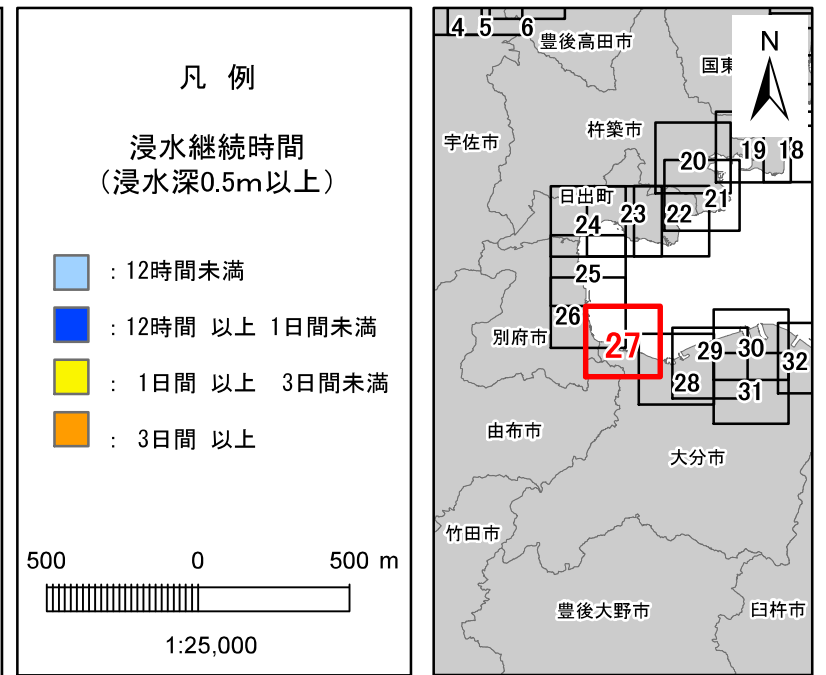 凡 例
浸水継続時間
（浸水深0.5m以上）
：12時間未満
：12時間 以上 1日間未満
： 1日間 以上 3日間未満
： 3日間 以上
500 0 500 m
1:25,000
N
4 5 6
豊後高田市
国東
宇佐市
杵築市
19 18
20
日出町
21
23 22
24
25
26
別府市
27
29 30
32
28
31
由布市
大分市
竹田市
豊後大野市
臼杵市